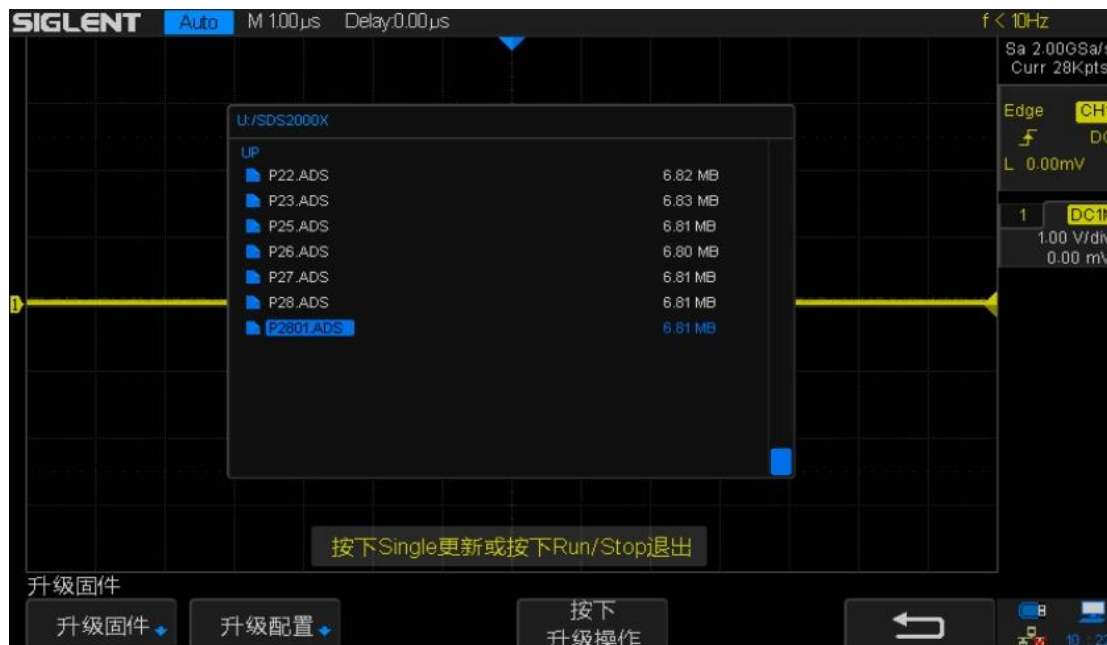 SIGLENT Auto M 1.00μs Delay:0.00μs f < 10Hz
Sa 2.00GSa/s
Curr 28Kpts
Edge CH1
DC
L 0.00mV
1 DC1M
1.00 V/div
0.00 mV
U:/SDS2000X
UP
P22.ADS 6.82 MB
P23.ADS 6.83 MB
P25.ADS 6.81 MB
P26.ADS 6.80 MB
P27.ADS 6.81 MB
P28.ADS 6.81 MB
P2801.ADS 6.81 MB
1
按下Single更新或按下Run/Stop退出
升级固件
升级固件 升级配置 按下
升级操作